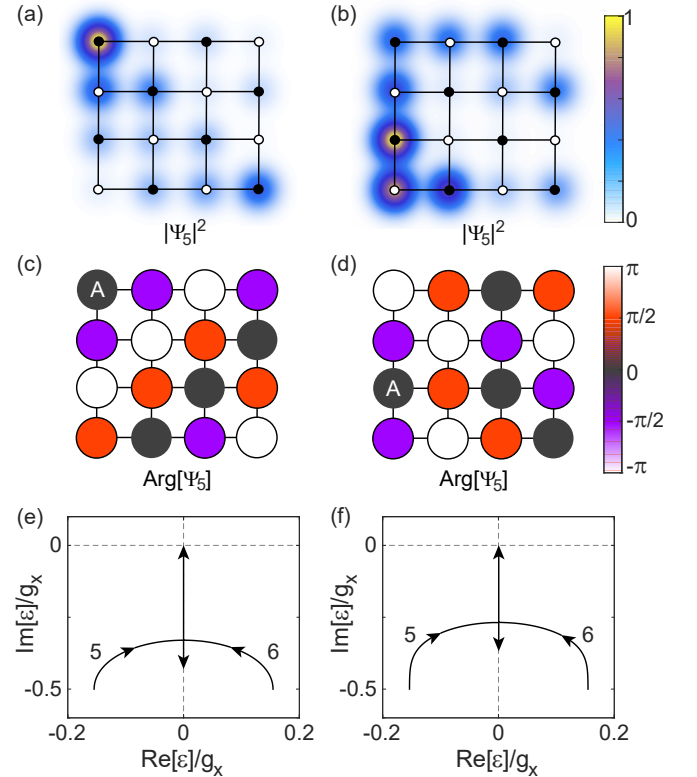 (a) (b)
1
0
|Ψ₅|² |Ψ₅|²
(c) (d)
A
A
π
π/2
0
-π/2
-π
Arg[Ψ₅] Arg[Ψ₅]
(e) (f)
0 0
Im[ε]/gₓ Im[ε]/gₓ
5 6 5 6
-0.5 -0.5
-0.2 0 0.2 -0.2 0 0.2
Re[ε]/gₓ Re[ε]/gₓ